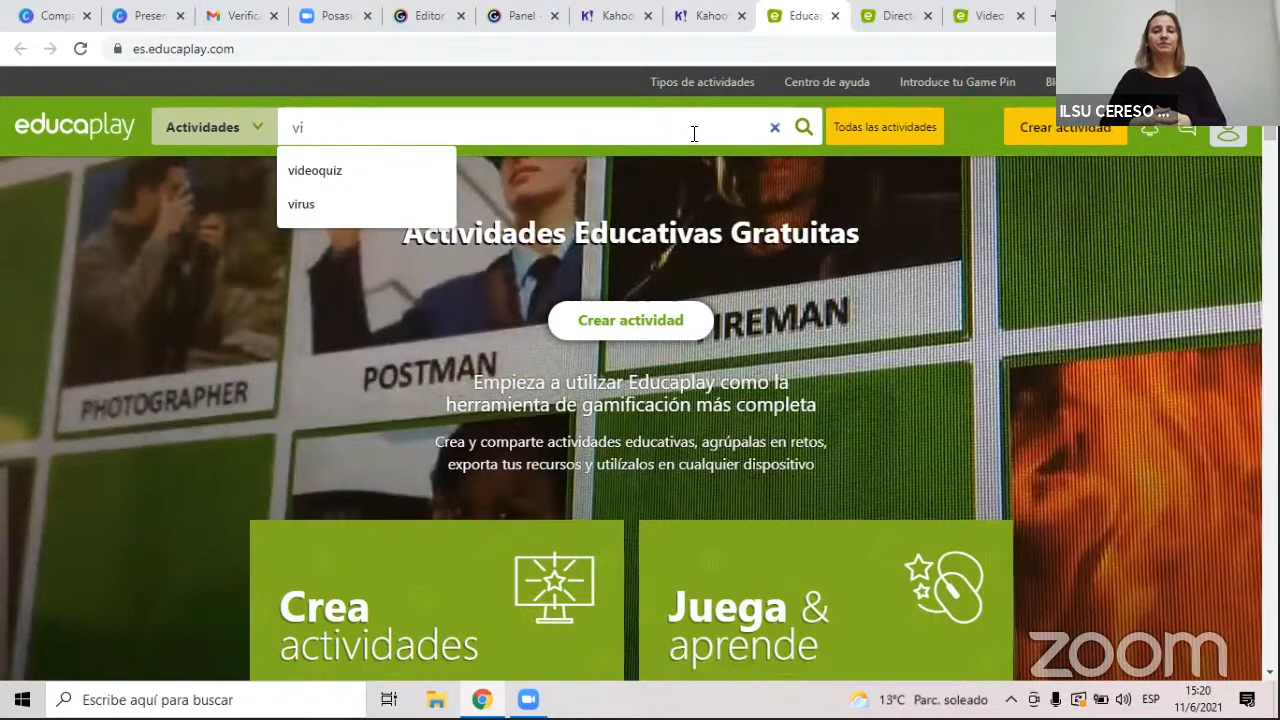 Comp
Prese
Verific
Posas
Editor
Panel
Kaho
Kaho
Educa
Direct
Video
es.educaplay.com
Tipos de actividades
Centro de ayuda
Introduce tu Game Pin
Bl
ILSU CERESO ...
educaplay
Actividades
vi
Todas las actividades
Crear actividad
videoquiz
virus
Actividades Educativas Gratuitas
Crear actividad
PHOTOGRAPHER
POSTMAN
FIREMAN
Empieza a utilizar Educaplay como la
herramienta de gamificación más completa
Crea y comparte actividades educativas, agrúpalas en retos,
exporta tus recursos y utilízalos en cualquier dispositivo
Crea
actividades
Juega &
aprende
zoom
Escribe aquí para buscar
13°C Parc. soleado
ESP
15:20
11/6/2021